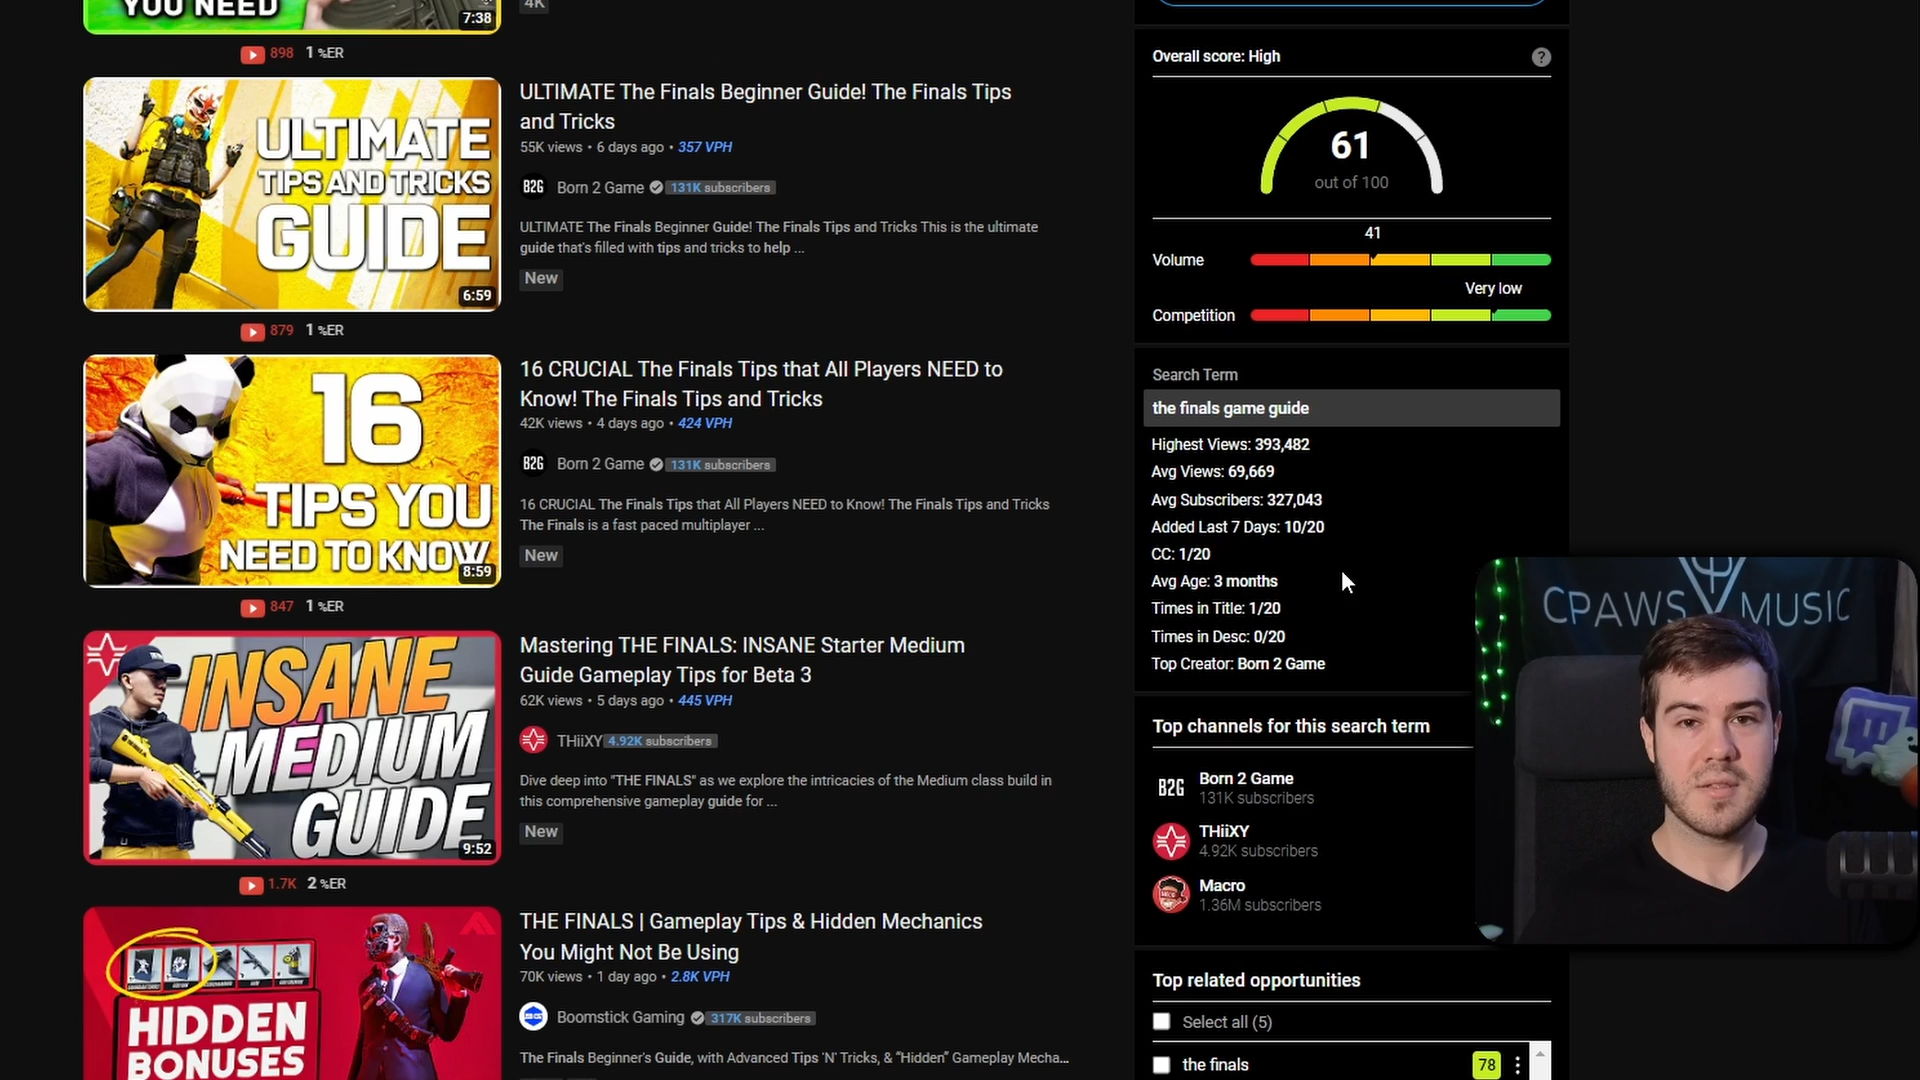 YOU NEED
7:38
4K
898 1 %ER
ULTIMATE
TIPS AND TRICKS
GUIDE
6:59
ULTIMATE The Finals Beginner Guide! The Finals Tips
and Tricks
55K views • 6 days ago • 357 VPH
B2G Born 2 Game 131K subscribers
ULTIMATE The Finals Beginner Guide! The Finals Tips and Tricks This is the ultimate
guide that's filled with tips and tricks to help ...
New
879 1 %ER
16
TIPS YOU
NEED TO KNOW
8:59
16 CRUCIAL The Finals Tips that All Players NEED to
Know! The Finals Tips and Tricks
42K views • 4 days ago • 424 VPH
B2G Born 2 Game 131K subscribers
16 CRUCIAL The Finals Tips that All Players NEED to Know! The Finals Tips and Tricks
The Finals is a fast paced multiplayer ...
New
847 1 %ER
INSANE
MEDIUM
GUIDE
9:52
Mastering THE FINALS: INSANE Starter Medium
Guide Gameplay Tips for Beta 3
62K views • 5 days ago • 445 VPH
THiiXY 4.92K subscribers
Dive deep into "THE FINALS" as we explore the intricacies of the Medium class build in
this comprehensive gameplay guide for ...
New
1.7K 2 %ER
HIDDEN
BONUSES
THE FINALS | Gameplay Tips & Hidden Mechanics
You Might Not Be Using
70K views • 1 day ago • 2.8K VPH
Boomstick Gaming 317K subscribers
The Finals Beginner's Guide, with Advanced Tips 'N' Tricks, & "Hidden" Gameplay Mecha...
Overall score: High
?
61
out of 100
41
Volume
Very low
Competition
Search Term
the finals game guide
Highest Views: 393,482
Avg Views: 69,669
Avg Subscribers: 327,043
Added Last 7 Days: 10/20
CC: 1/20
Avg Age: 3 months
Times in Title: 1/20
Times in Desc: 0/20
Top Creator: Born 2 Game
Top channels for this search term
B2G Born 2 Game
131K subscribers
THiiXY
4.92K subscribers
Macro
1.36M subscribers
Top related opportunities
Select all (5)
the finals 78
CPAWS MUSIC